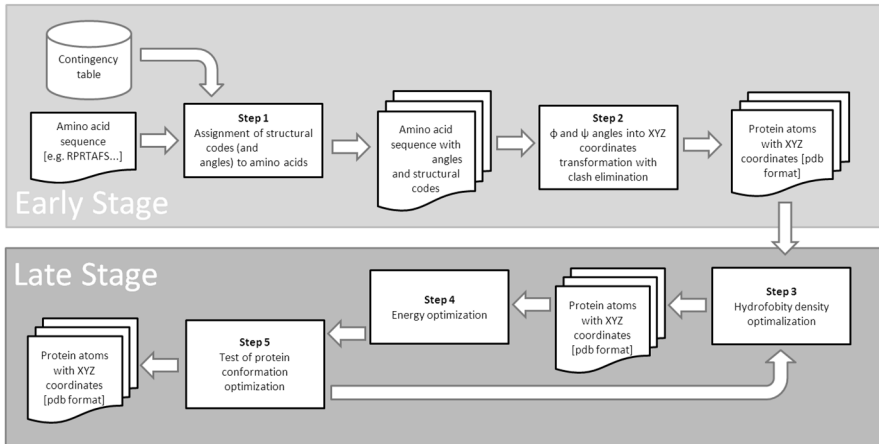 Contingency
table
Amino acid
sequence
[e.g. RPRTAFS...]
Step 1
Assignment of structural
codes (and
angles) to amino acids
Amino acid
sequence with
angles
and structural
codes
Step 2
ϕ and ψ angles into XYZ
coordinates
transformation with
clash elimination
Protein atoms
with XYZ
coordinates [pdb
format]
Early Stage
Late Stage
Step 3
Hydrofobity density
optimalization
Protein atoms
with XYZ
coordinates
[pdb format]
Step 4
Energy optimization
Step 5
Test of protein
conformation
optimization
Protein atoms
with XYZ
coordinates
[pdb format]